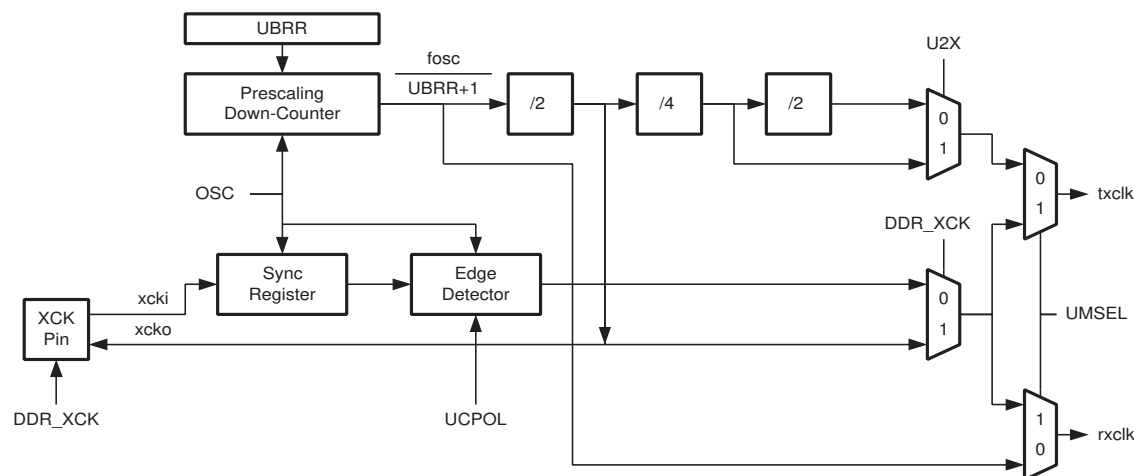 UBRR
fosc
UBRR+1
U2X
Prescaling
Down-Counter
/2
/4
/2
0
1
OSC
0
1
txclk
DDR_XCK
Sync
Register
Edge
Detector
xcki
0
1
XCK
Pin
xcko
UMSEL
DDR_XCK
UCPOL
1
0
rxclk